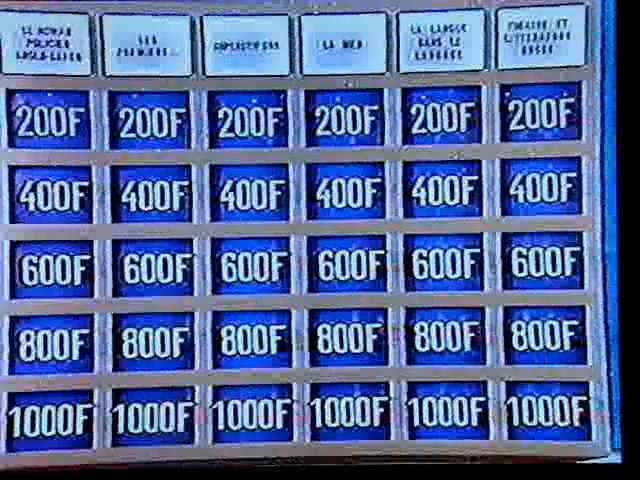 LE ROMAN
POLICIER
ANGLO-SAXON
LES
PREMIERS...
SUPERSTITIONS
LA MER
LA LANGUE
DANS LE
LANGAGE
THEATRE ET
LITTERATURE
RUSSE
200F 200F 200F 200F 200F 200F
400F 400F 400F 400F 400F 400F
600F 600F 600F 600F 600F 600F
800F 800F 800F 800F 800F 800F
1000F 1000F 1000F 1000F 1000F 1000F